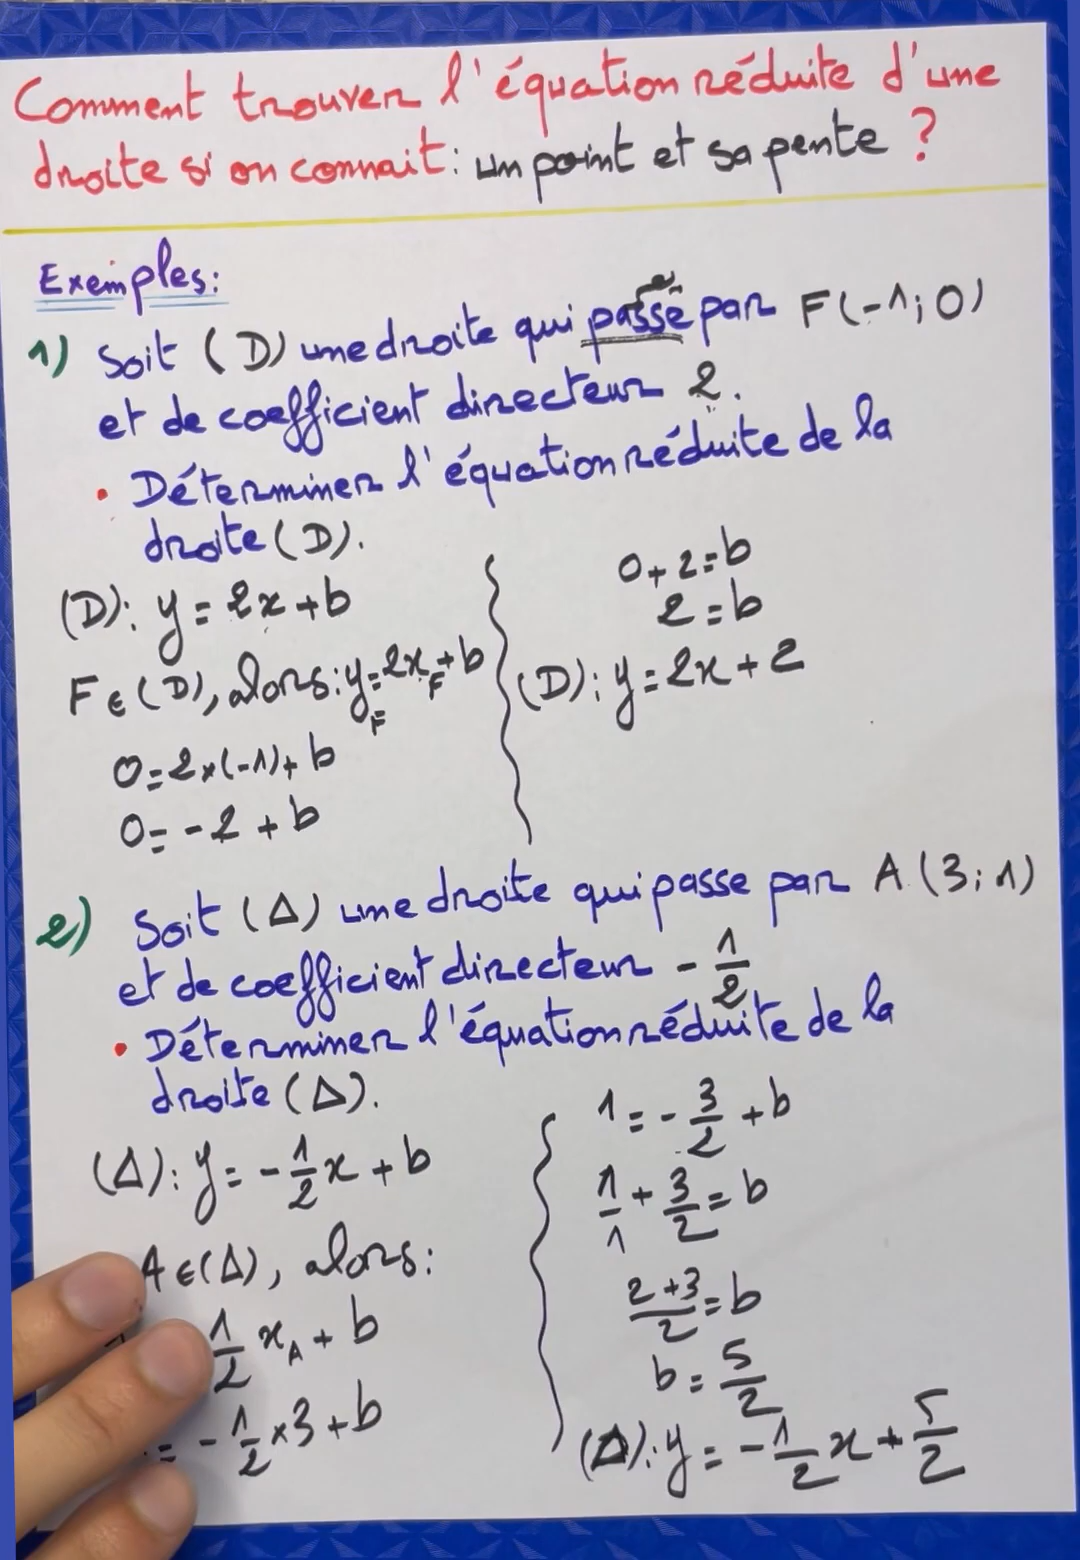 Comment trouver l'équation réduite d'une
droite si on connait: un point et sa pente ?
Exemples:
1) Soit (D) une droite qui passe par F(-1;0)
et de coefficient directeur 2.
• Déterminer l'équation réduite de la
droite (D).
(D): y = 2x + b
F ∈ (D), alors: y_F = 2x_F + b
0 = 2×(-1) + b
0 = -2 + b
0 + 2 = b
2 = b
(D): y = 2x + 2
2) Soit (Δ) une droite qui passe par A(3;1)
et de coefficient directeur -1/2
• Déterminer l'équation réduite de la
droite (Δ).
(Δ): y = -1/2 x + b
A ∈ (Δ), alors:
1/2 x_A + b
= -1/2 × 3 + b
1 = -3/2 + b
1/1 + 3/2 = b
(2+3)/2 = b
b = 5/2
(Δ): y = -1/2 x + 5/2